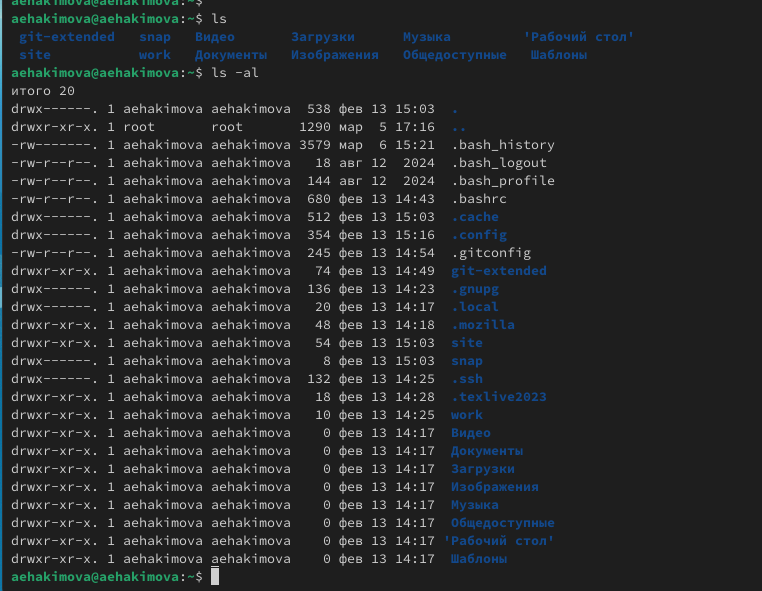 aehakimova@aehakimova:~$
aehakimova@aehakimova:~$ ls
git-extended snap Видео Загрузки Музыка 'Рабочий стол'
site work Документы Изображения Общедоступные Шаблоны
aehakimova@aehakimova:~$ ls -al
итого 20
drwx------. 1 aehakimova aehakimova 538 фев 13 15:03 .
drwxr-xr-x. 1 root root 1290 мар 5 17:16 ..
-rw-------. 1 aehakimova aehakimova 3579 мар 6 15:21 .bash_history
-rw-r--r--. 1 aehakimova aehakimova 18 авг 12 2024 .bash_logout
-rw-r--r--. 1 aehakimova aehakimova 144 авг 12 2024 .bash_profile
-rw-r--r--. 1 aehakimova aehakimova 680 фев 13 14:43 .bashrc
drwx------. 1 aehakimova aehakimova 512 фев 13 15:03 .cache
drwx------. 1 aehakimova aehakimova 354 фев 13 15:16 .config
-rw-r--r--. 1 aehakimova aehakimova 245 фев 13 14:54 .gitconfig
drwxr-xr-x. 1 aehakimova aehakimova 74 фев 13 14:49 git-extended
drwx------. 1 aehakimova aehakimova 136 фев 13 14:23 .gnupg
drwx------. 1 aehakimova aehakimova 20 фев 13 14:17 .local
drwxr-xr-x. 1 aehakimova aehakimova 48 фев 13 14:18 .mozilla
drwxr-xr-x. 1 aehakimova aehakimova 54 фев 13 15:03 site
drwx------. 1 aehakimova aehakimova 8 фев 13 15:03 snap
drwx------. 1 aehakimova aehakimova 132 фев 13 14:25 .ssh
drwxr-xr-x. 1 aehakimova aehakimova 18 фев 13 14:28 .texlive2023
drwxr-xr-x. 1 aehakimova aehakimova 10 фев 13 14:25 work
drwxr-xr-x. 1 aehakimova aehakimova 0 фев 13 14:17 Видео
drwxr-xr-x. 1 aehakimova aehakimova 0 фев 13 14:17 Документы
drwxr-xr-x. 1 aehakimova aehakimova 0 фев 13 14:17 Загрузки
drwxr-xr-x. 1 aehakimova aehakimova 0 фев 13 14:17 Изображения
drwxr-xr-x. 1 aehakimova aehakimova 0 фев 13 14:17 Музыка
drwxr-xr-x. 1 aehakimova aehakimova 0 фев 13 14:17 Общедоступные
drwxr-xr-x. 1 aehakimova aehakimova 0 фев 13 14:17 'Рабочий стол'
drwxr-xr-x. 1 aehakimova aehakimova 0 фев 13 14:17 Шаблоны
aehakimova@aehakimova:~$